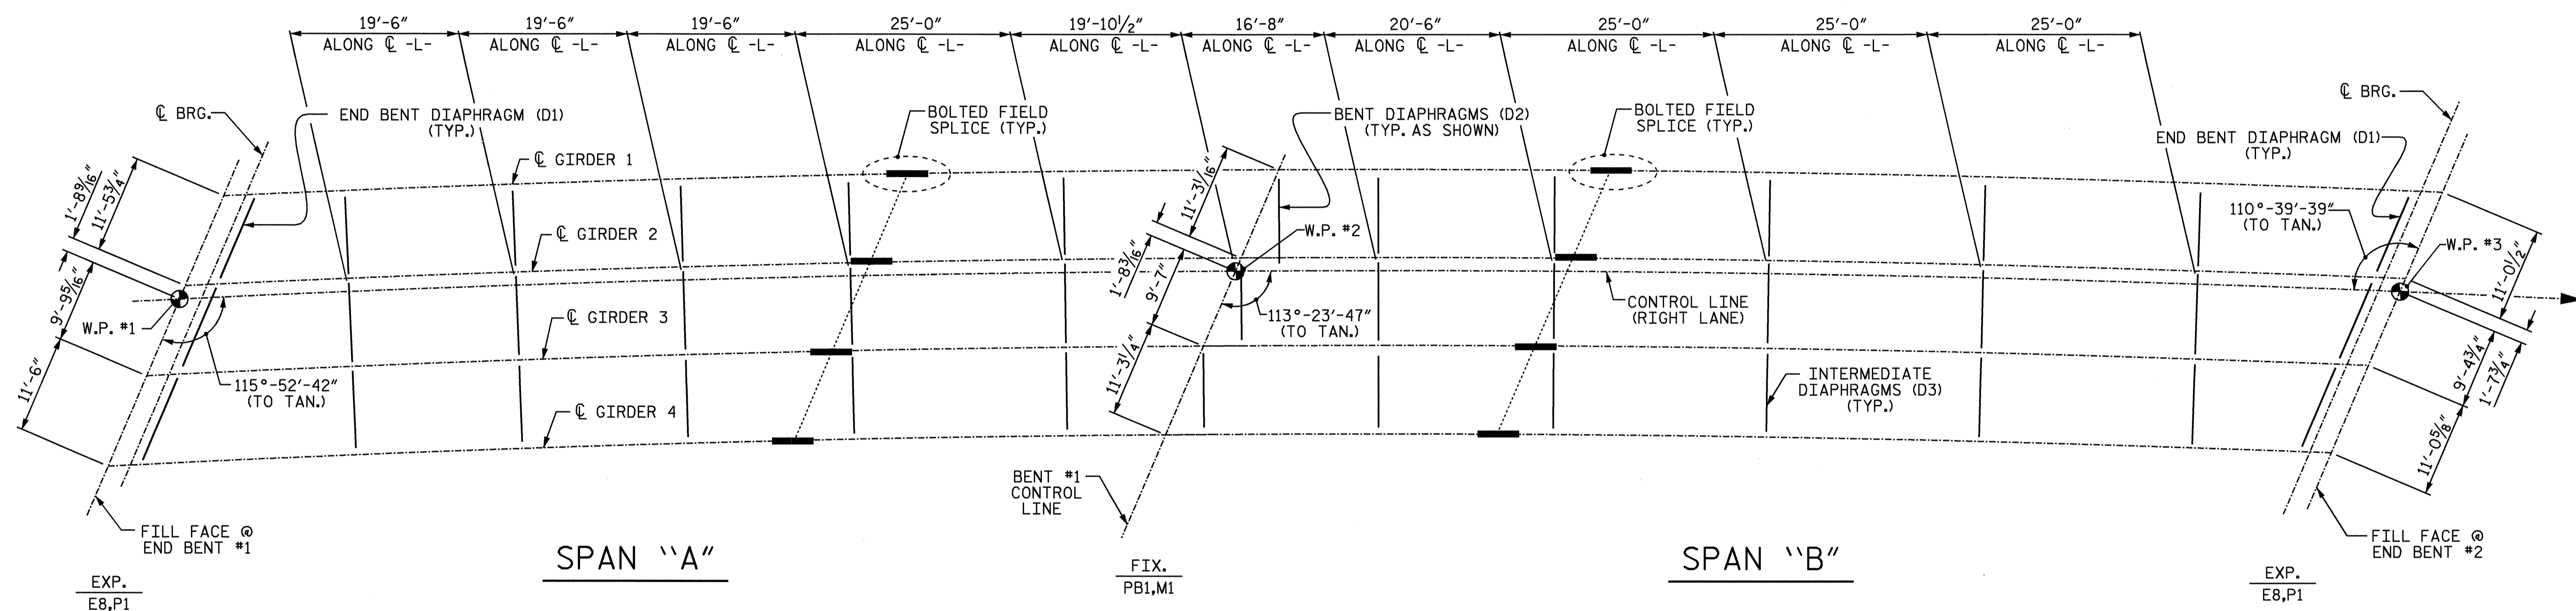 19'-6" 19'-6" 19'-6" 25'-0" 19'-10½" 16'-8" 20'-6" 25'-0" 25'-0" 25'-0"
ALONG ℄ -L- ALONG ℄ -L- ALONG ℄ -L- ALONG ℄ -L- ALONG ℄ -L- ALONG ℄ -L- ALONG ℄ -L- ALONG ℄ -L- ALONG ℄ -L- ALONG ℄ -L-
℄ BRG.
END BENT DIAPHRAGM (D1)
(TYP.)
BOLTED FIELD
SPLICE (TYP.)
BENT DIAPHRAGMS (D2)
(TYP. AS SHOWN)
BOLTED FIELD
SPLICE (TYP.)
℄ BRG.
END BENT DIAPHRAGM (D1)
(TYP.)
℄ GIRDER 1
℄ GIRDER 2
℄ GIRDER 3
℄ GIRDER 4
1'-8 9/16"
11'-5¾"
9'-9 5/16"
11'-6"
W.P. #1
115°-52'-42"
(TO TAN.)
11'-3 1/16"
1'-8 3/16"
9'-7"
11'-3¼"
W.P. #2
113°-23'-47"
(TO TAN.)
CONTROL LINE
(RIGHT LANE)
INTERMEDIATE
DIAPHRAGMS (D3)
(TYP.)
110°-39'-39"
(TO TAN.)
W.P. #3
11'-0½"
1'-7¾"
9'-4¾"
11'-0⅝"
FILL FACE @
END BENT #1
BENT #1
CONTROL
LINE
FILL FACE @
END BENT #2
SPAN "A"
SPAN "B"
EXP.
E8,P1
FIX.
PB1,M1
EXP.
E8,P1